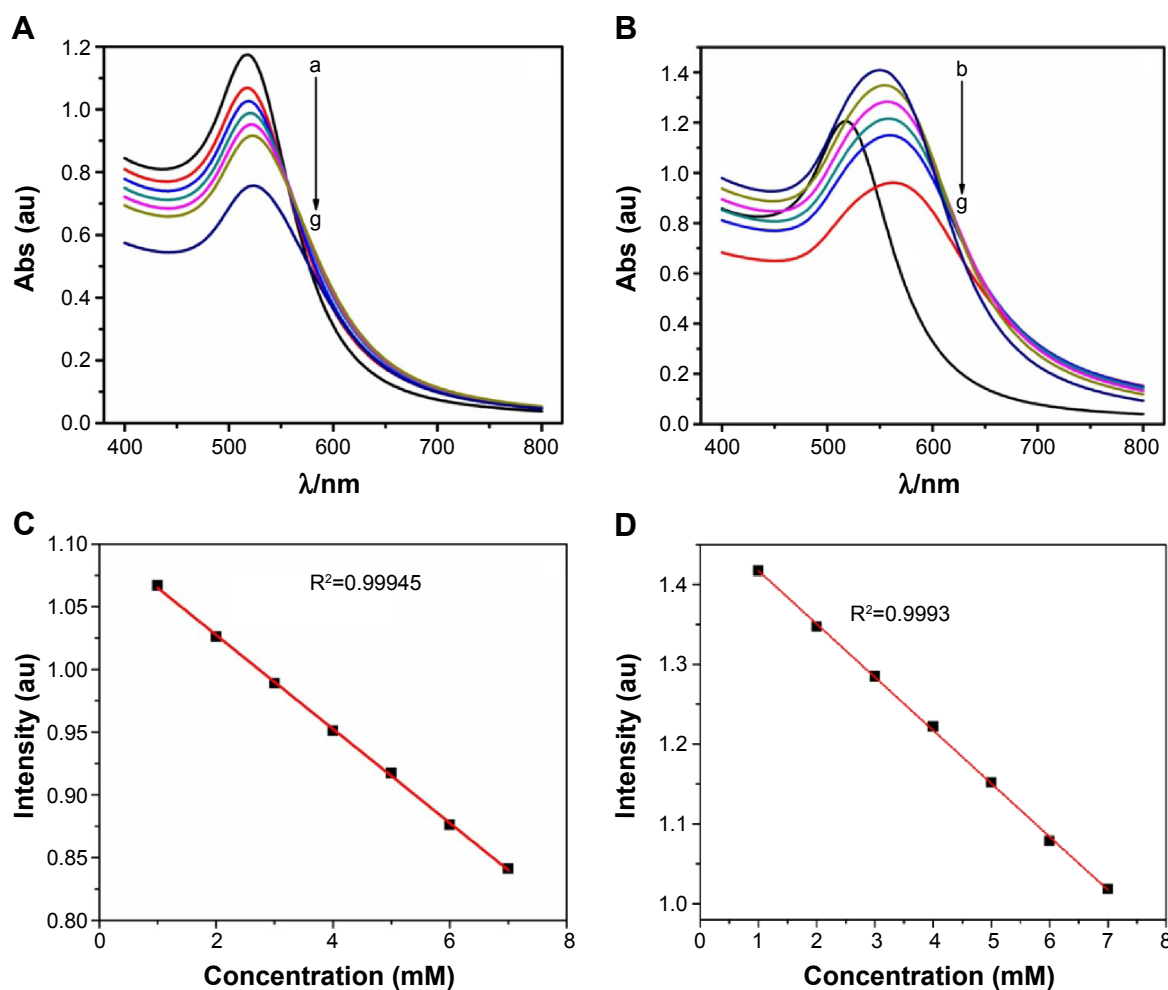 A
1.2
1.0
0.8
0.6
0.4
0.2
0.0
Abs (au)
a
g
400 500 600 700 800
λ/nm
B
1.4
1.2
1.0
0.8
0.6
0.4
0.2
0.0
Abs (au)
b
g
400 500 600 700 800
λ/nm
C
1.10
1.05
1.00
0.95
0.90
0.85
0.80
Intensity (au)
R²=0.99945
0 2 4 6 8
Concentration (mM)
D
1.4
1.3
1.2
1.1
1.0
Intensity (au)
R²=0.9993
0 1 2 3 4 5 6 7 8
Concentration (mM)